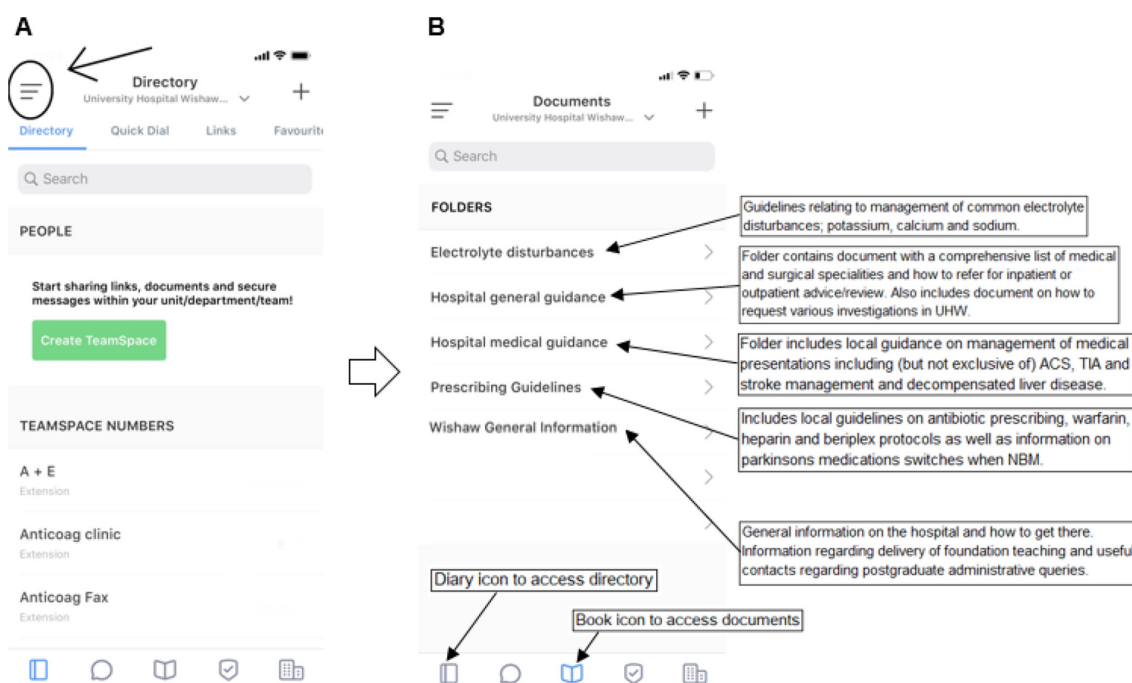 A
Directory
University Hospital Wishaw...
Directory Quick Dial Links Favourite
Search
PEOPLE
Start sharing links, documents and secure
messages within your unit/department/team!
Create TeamSpace
TEAMSPACE NUMBERS
A + E
Extension
Anticoag clinic
Extension
Anticoag Fax
Extension
B
Documents
University Hospital Wishaw...
Search
FOLDERS
Electrolyte disturbances
Hospital general guidance
Hospital medical guidance
Prescribing Guidelines
Wishaw General Information
Guidelines relating to management of common electrolyte
disturbances; potassium, calcium and sodium.
Folder contains document with a comprehensive list of medical
and surgical specialities and how to refer for inpatient or
outpatient advice/review. Also includes document on how to
request various investigations in UHW.
Folder includes local guidance on management of medical
presentations including (but not exclusive of) ACS, TIA and
stroke management and decompensated liver disease.
Includes local guidelines on antibiotic prescribing, warfarin,
heparin and beriplex protocols as well as information on
parkinsons medications switches when NBM.
General information on the hospital and how to get there.
Information regarding delivery of foundation teaching and useful
contacts regarding postgraduate administrative queries.
Diary icon to access directory
Book icon to access documents